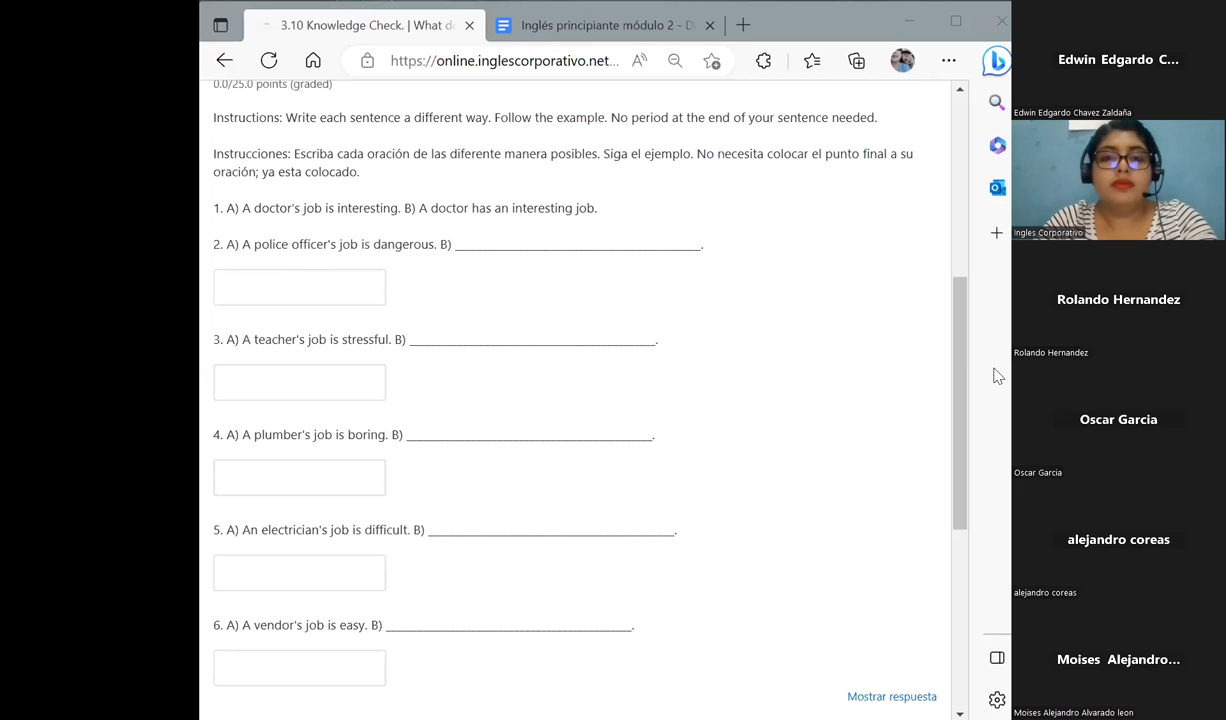 3.10 Knowledge Check. | What d
Inglés principiante módulo 2 - D
https://online.inglescorporativo.net...
0.0/25.0 points (graded)
Instructions: Write each sentence a different way. Follow the example. No period at the end of your sentence needed.
Instrucciones: Escriba cada oración de las diferente manera posibles. Siga el ejemplo. No necesita colocar el punto final a su
oración; ya esta colocado.
1. A) A doctor's job is interesting. B) A doctor has an interesting job.
2. A) A police officer's job is dangerous. B) ___________________________________.
3. A) A teacher's job is stressful. B) ___________________________________.
4. A) A plumber's job is boring. B) ___________________________________.
5. A) An electrician's job is difficult. B) ___________________________________.
6. A) A vendor's job is easy. B) ___________________________________.
Mostrar respuesta
Edwin Edgardo C...
Edwin Edgardo Chavez Zaldaña
Ingles Corporativo
Rolando Hernandez
Rolando Hernandez
Oscar Garcia
Oscar Garcia
alejandro coreas
alejandro coreas
Moises Alejandro...
Moises Alejandro Alvarado leon